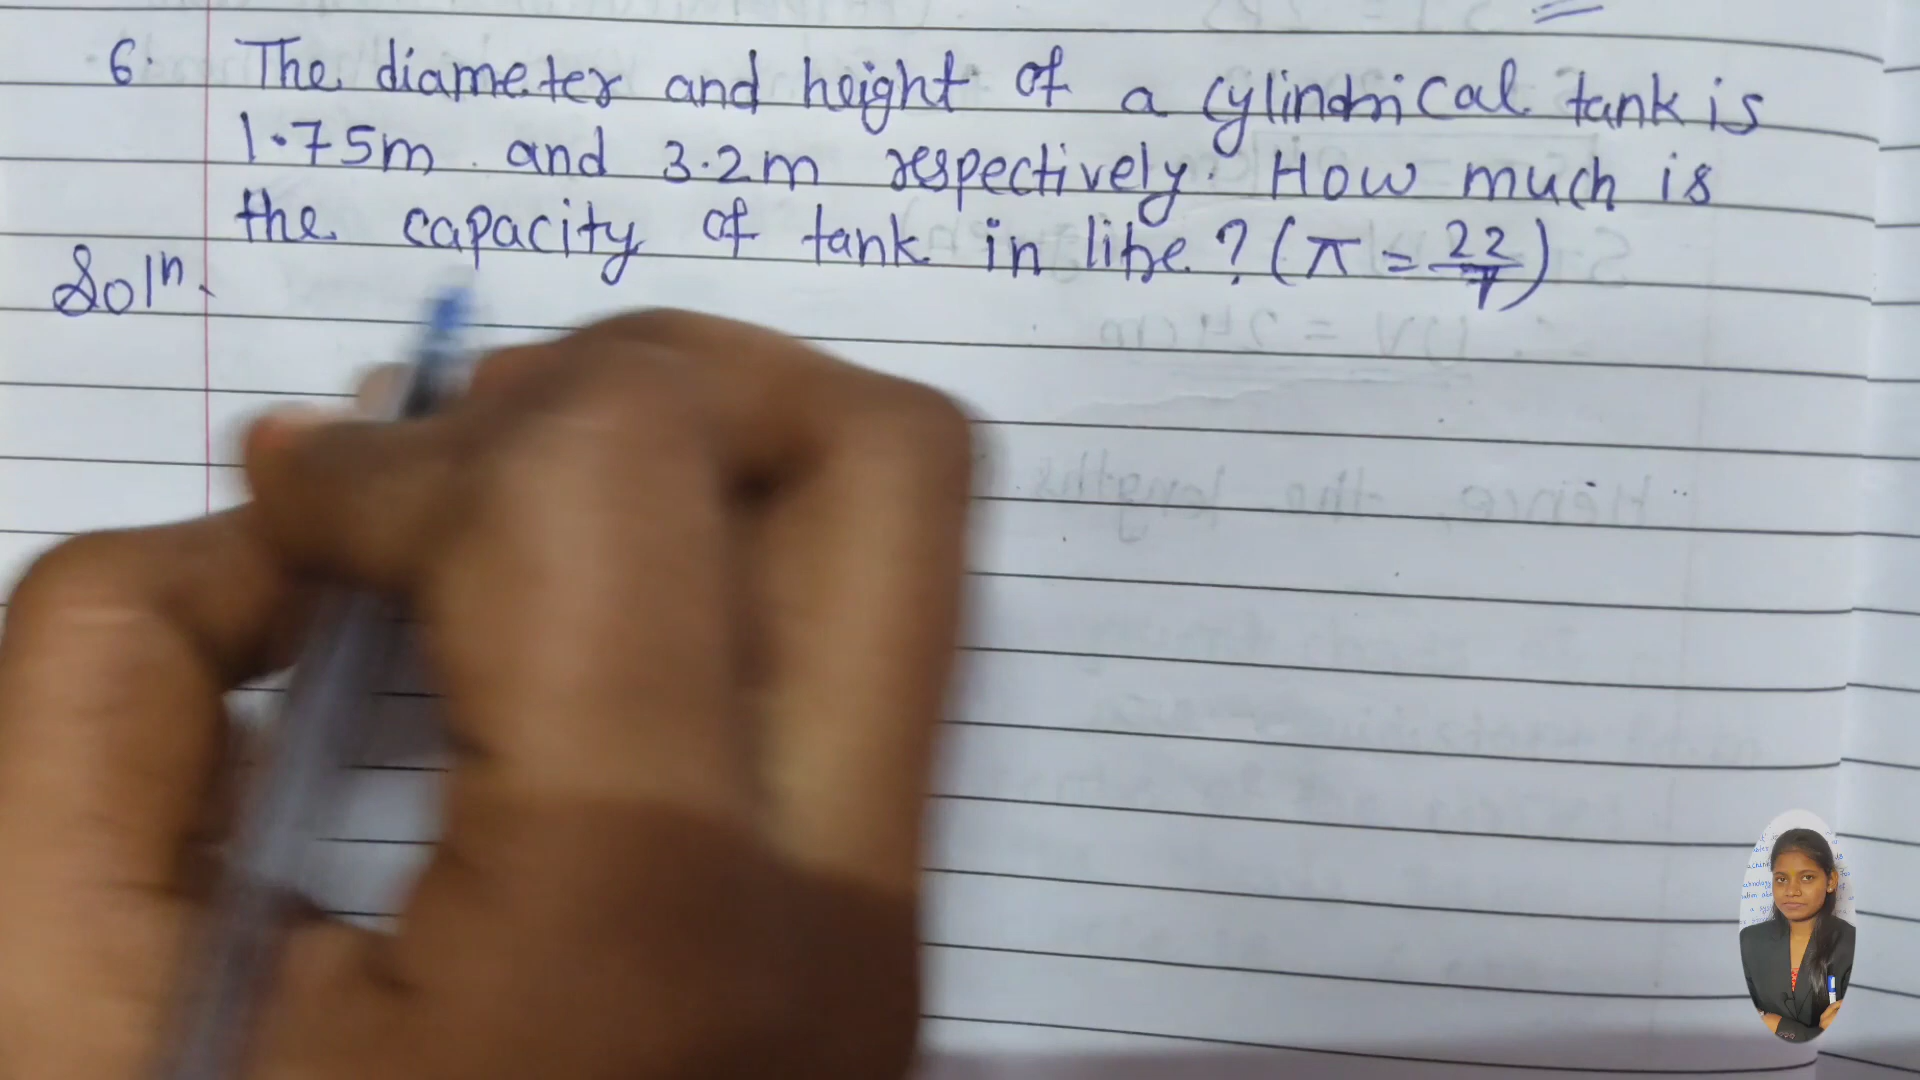 6. The diameter and height of a cylindrical tank is
1.75m and 3.2m respectively. How much is
the capacity of tank in litre? (π = 22/7)
Solⁿ.